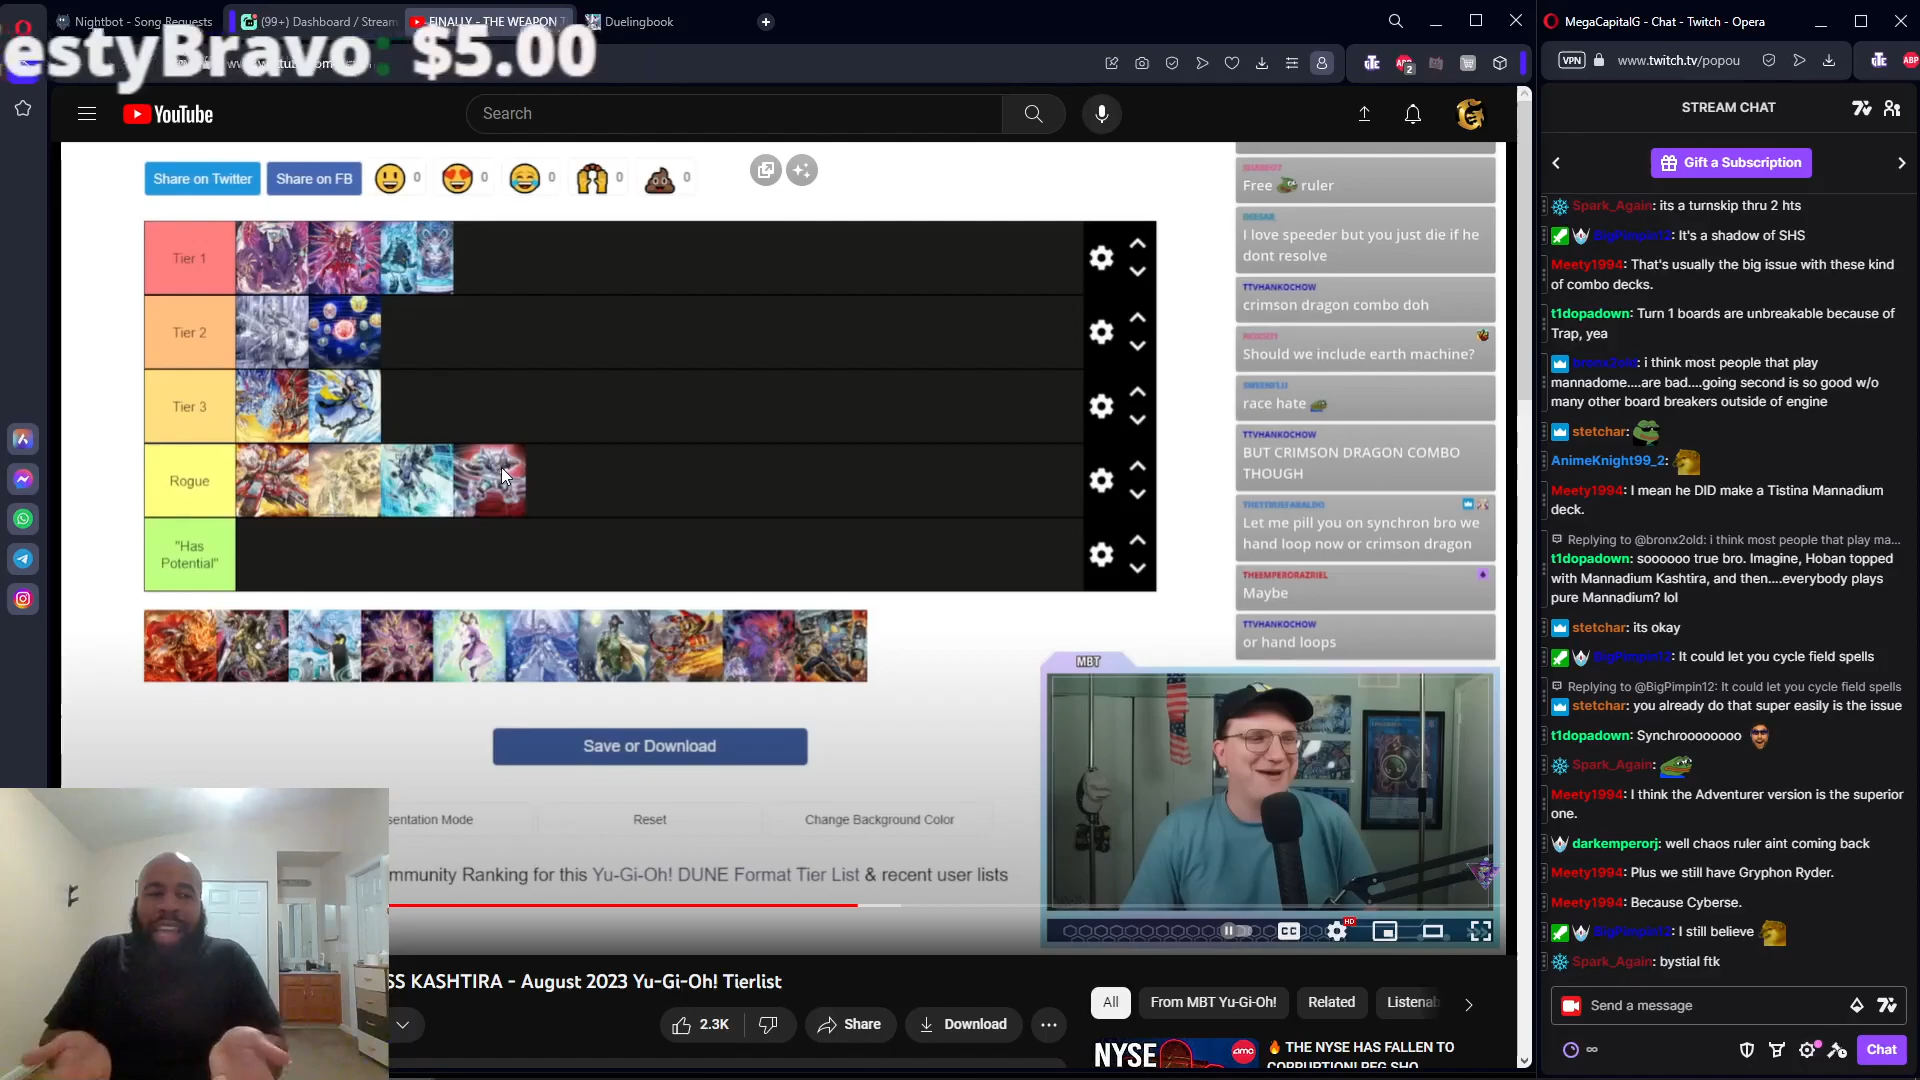 Nightbot - Song Requests
(99+) Dashboard / Stream
FINALLY - THE WEAPON T
Duelingbook
MegaCapitalG - Chat - Twitch - Opera
estyBravo: $5.00
2
VPN
www.twitch.tv/popou
ABP
YouTube
Search
STREAM CHAT
Gift a Subscription
Share on Twitter
Share on FB
0
0
0
0
0
Tier 1
Tier 2
Tier 3
Rogue
"Has
Potential"
Free ruler
I love speeder but you just die if he
dont resolve
TTVHANKOCHOW
crimson dragon combo doh
Should we include earth machine?
race hate
TTVHANKOCHOW
BUT CRIMSON DRAGON COMBO
THOUGH
Let me pill you on synchron bro we
hand loop now or crimson dragon
THEEMPERORAZRIEL
Maybe
TTVHANKOCHOW
or hand loops
MBT
Save or Download
sentation Mode
Reset
Change Background Color
mmunity Ranking for this Yu-Gi-Oh! DUNE Format Tier List & recent user lists
CC
HD
SS KASHTIRA - August 2023 Yu-Gi-Oh! Tierlist
2.3K
Share
Download
All
From MBT Yu-Gi-Oh!
Related
Listenab
NYSE
amc
THE NYSE HAS FALLEN TO
CORRUPTION! REG SHO
Spark_Again: its a turnskip thru 2 hts
BigPimpin12: It's a shadow of SHS
Meety1994: That's usually the big issue with these kind
of combo decks.
t1dopadown: Turn 1 boards are unbreakable because of
Trap, yea
bronx2old: i think most people that play
mannadome....are bad....going second is so good w/o
many other board breakers outside of engine
stetchar:
AnimeKnight99_2:
Meety1994: I mean he DID make a Tistina Mannadium
deck.
Replying to @bronx2old: i think most people that play ma...
t1dopadown: soooooo true bro. Imagine, Hoban topped
with Mannadium Kashtira, and then....everybody plays
pure Mannadium? lol
stetchar: its okay
BigPimpin12: It could let you cycle field spells
Replying to @BigPimpin12: It could let you cycle field spells
stetchar: you already do that super easily is the issue
t1dopadown: Synchroooooooo
Spark_Again:
Meety1994: I think the Adventurer version is the superior
one.
darkemperorj: well chaos ruler aint coming back
Meety1994: Plus we still have Gryphon Ryder.
Meety1994: Because Cyberse.
BigPimpin12: I still believe
Spark_Again: bystial ftk
Send a message
Chat